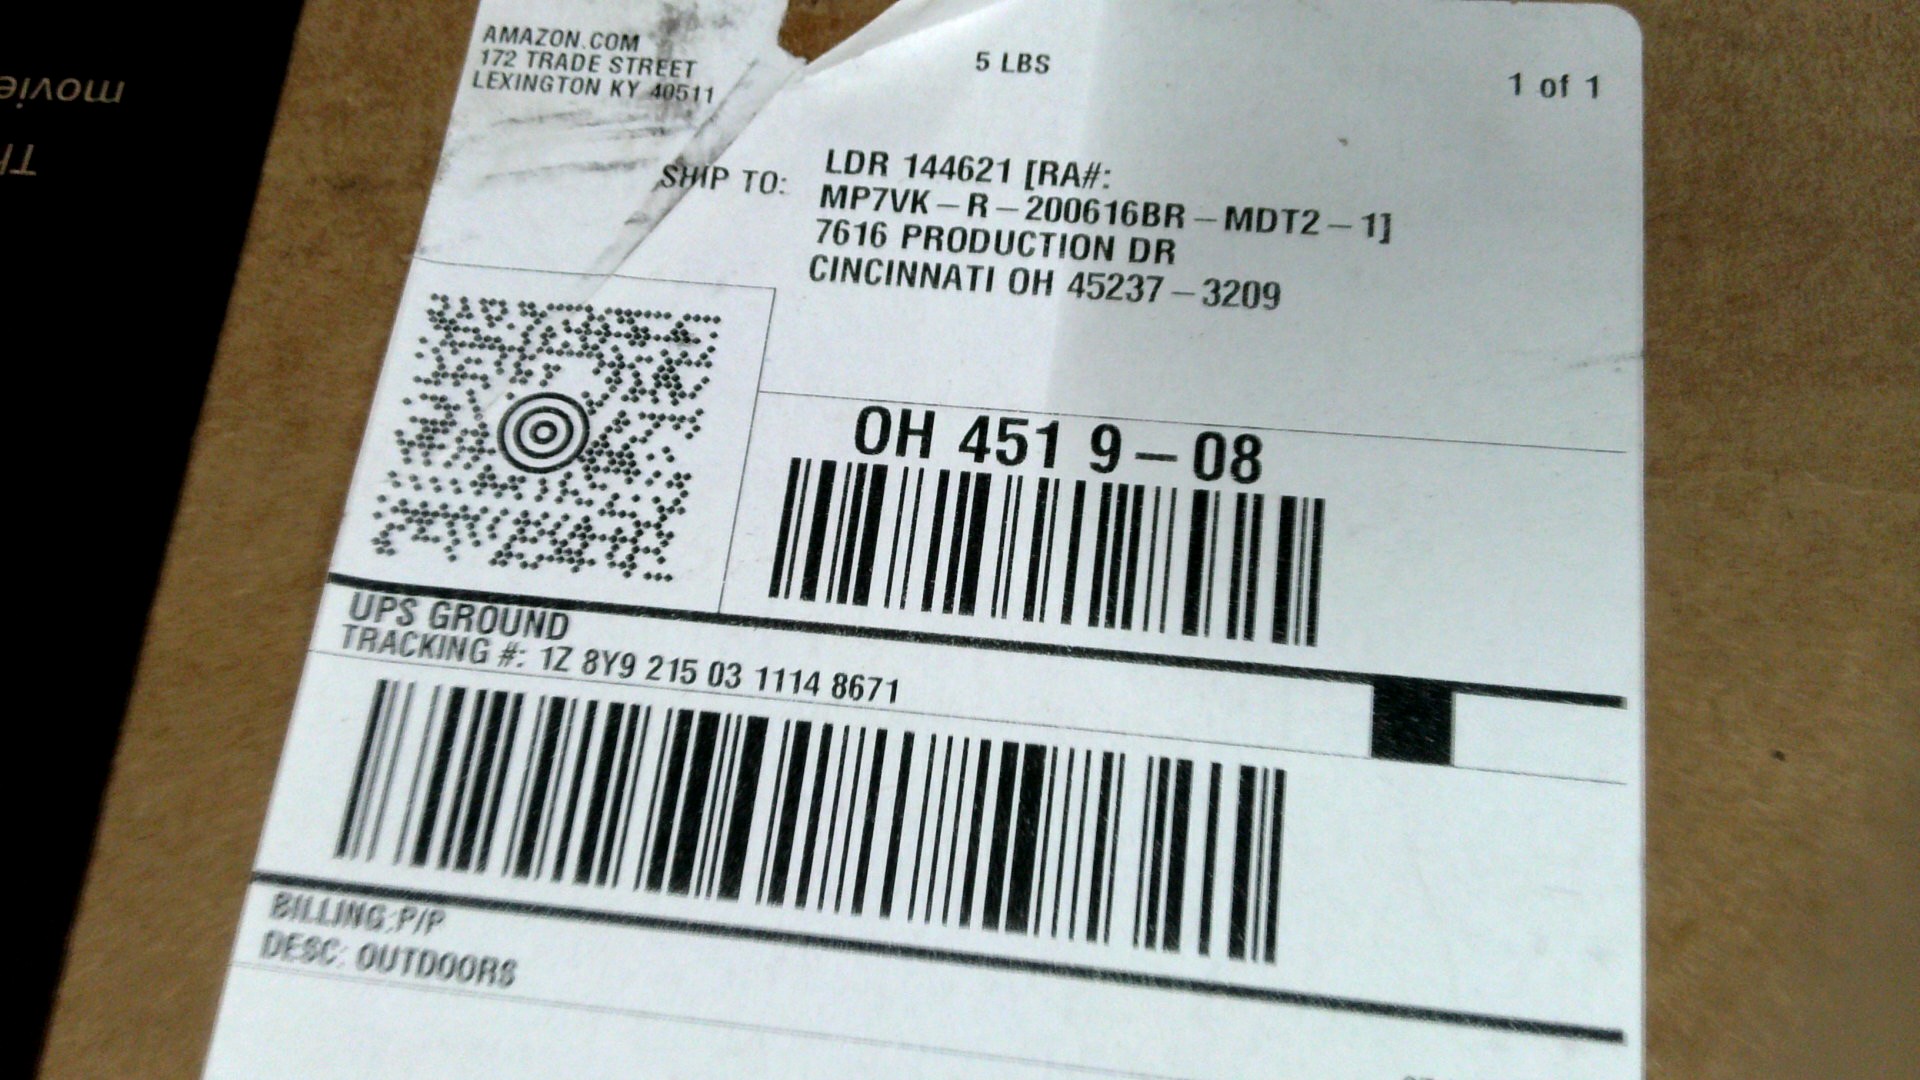 AMAZON.COM
172 TRADE STREET
LEXINGTON KY 40511
5 LBS
1 of 1
SHIP TO:
LDR 144621 [RA#:
MP7VK-R-200616BR-MDT2-1]
7616 PRODUCTION DR
CINCINNATI OH 45237-3209
OH 451 9-08
UPS GROUND
TRACKING #: 1Z 8Y9 215 03 1114 8671
BILLING:P/P
DESC: OUTDOORS
movie